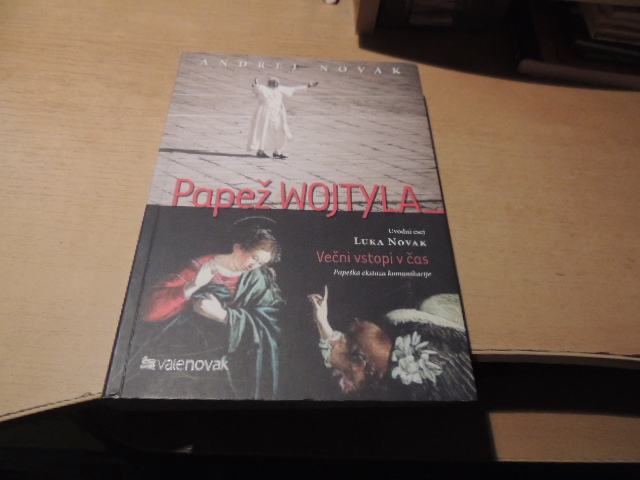 ANDREJ NOVAK
Papež WOJTYLA
Uvodni esej
LUKA NOVAK
Večni vstopi v čas
Papeška ekstaza komunikacije
valenovak